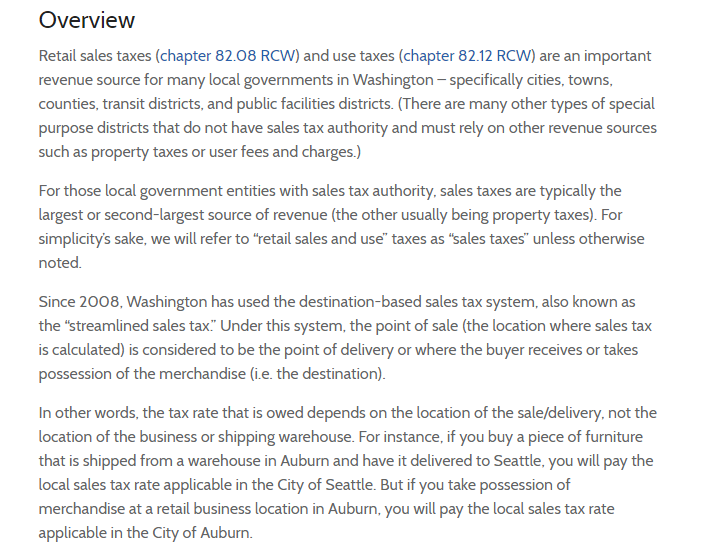 Overview
Retail sales taxes (chapter 82.08 RCW) and use taxes (chapter 82.12 RCW) are an important
revenue source for many local governments in Washington – specifically cities, towns,
counties, transit districts, and public facilities districts. (There are many other types of special
purpose districts that do not have sales tax authority and must rely on other revenue sources
such as property taxes or user fees and charges.)
For those local government entities with sales tax authority, sales taxes are typically the
largest or second-largest source of revenue (the other usually being property taxes). For
simplicity's sake, we will refer to “retail sales and use” taxes as “sales taxes” unless otherwise
noted.
Since 2008, Washington has used the destination-based sales tax system, also known as
the “streamlined sales tax.” Under this system, the point of sale (the location where sales tax
is calculated) is considered to be the point of delivery or where the buyer receives or takes
possession of the merchandise (i.e. the destination).
In other words, the tax rate that is owed depends on the location of the sale/delivery, not the
location of the business or shipping warehouse. For instance, if you buy a piece of furniture
that is shipped from a warehouse in Auburn and have it delivered to Seattle, you will pay the
local sales tax rate applicable in the City of Seattle. But if you take possession of
merchandise at a retail business location in Auburn, you will pay the local sales tax rate
applicable in the City of Auburn.